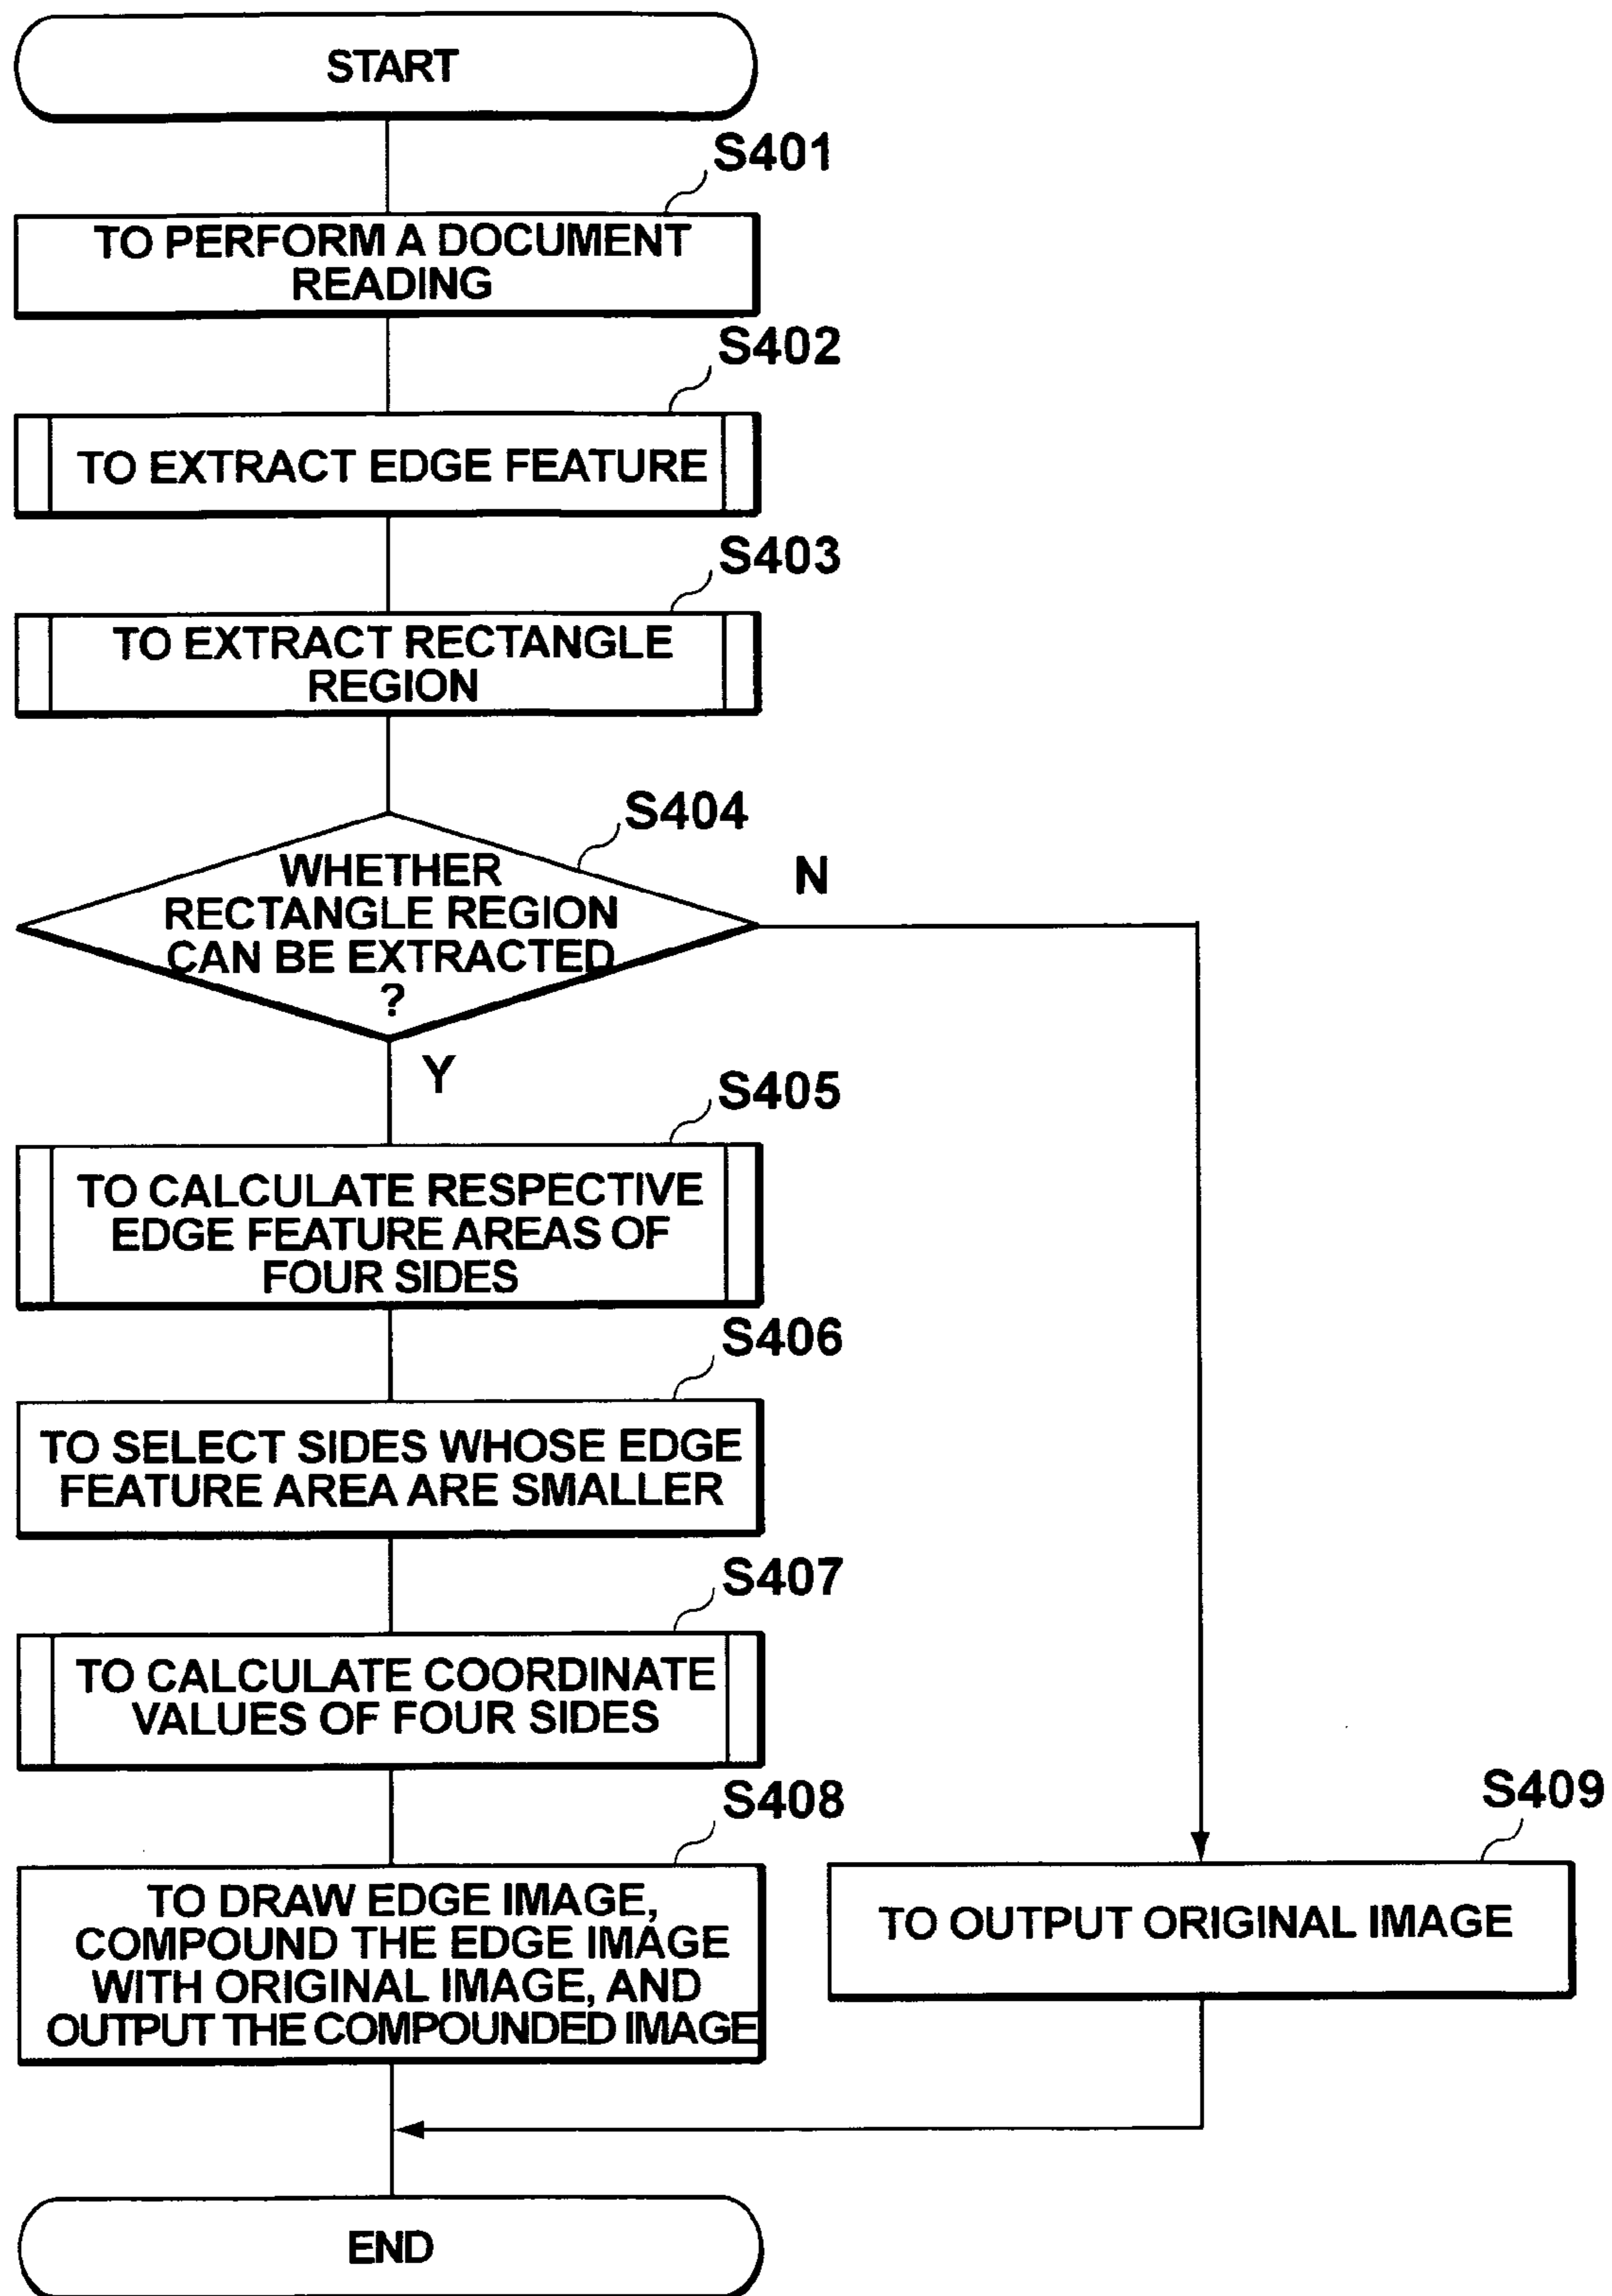 START
S401
TO PERFORM A DOCUMENT
READING
S402
TO EXTRACT EDGE FEATURE
S403
TO EXTRACT RECTANGLE
REGION
S404
WHETHER
RECTANGLE REGION
CAN BE EXTRACTED
?
N
Y
S405
TO CALCULATE RESPECTIVE
EDGE FEATURE AREAS OF
FOUR SIDES
S406
TO SELECT SIDES WHOSE EDGE
FEATURE AREA ARE SMALLER
S407
TO CALCULATE COORDINATE
VALUES OF FOUR SIDES
S408
TO DRAW EDGE IMAGE,
COMPOUND THE EDGE IMAGE
WITH ORIGINAL IMAGE, AND
OUTPUT THE COMPOUNDED IMAGE
S409
TO OUTPUT ORIGINAL IMAGE
END